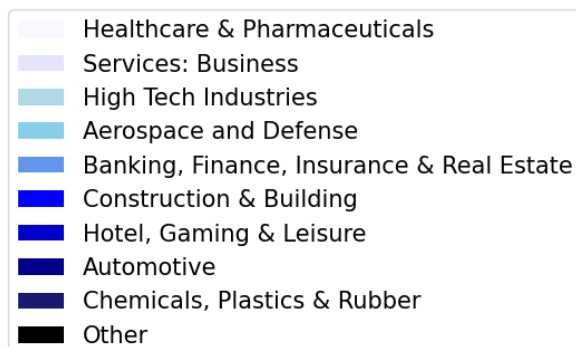 Healthcare & Pharmaceuticals
Services: Business
High Tech Industries
Aerospace and Defense
Banking, Finance, Insurance & Real Estate
Construction & Building
Hotel, Gaming & Leisure
Automotive
Chemicals, Plastics & Rubber
Other